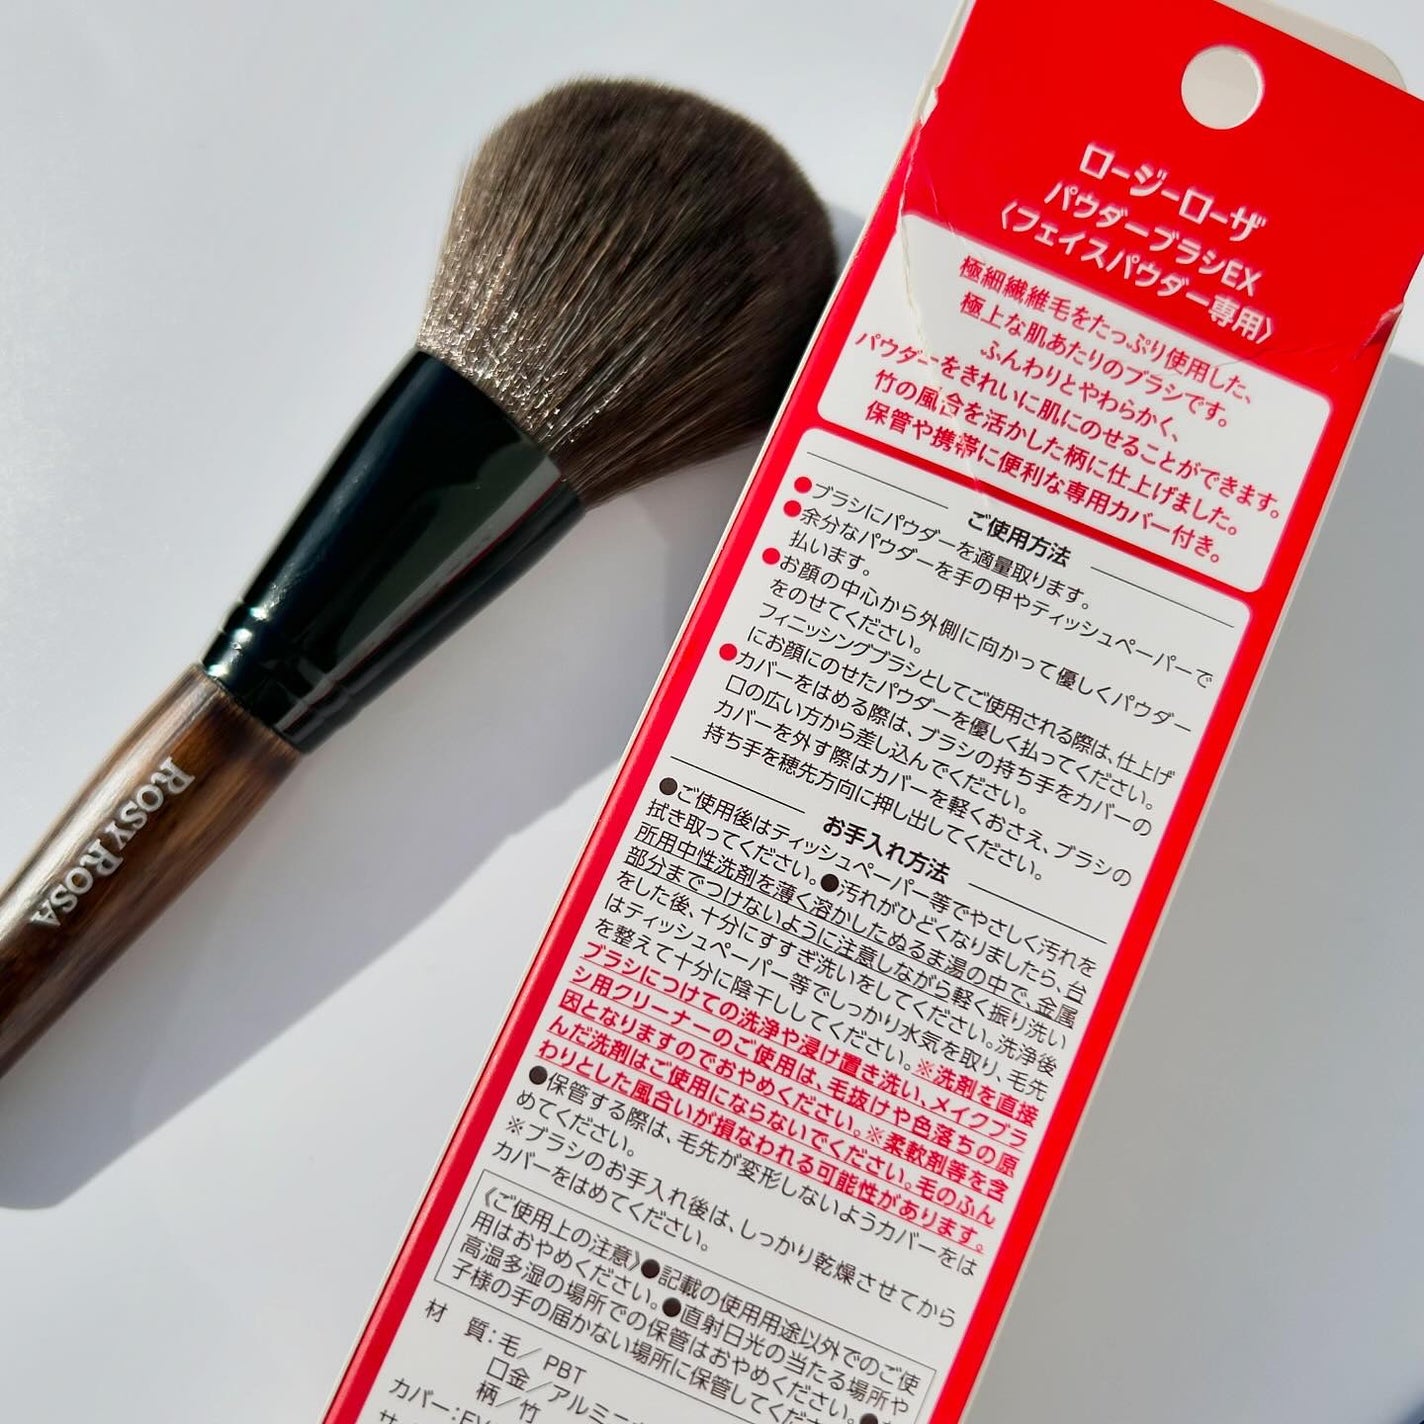 ロージーローザ
パウダーブラシEX
〈フェイスパウダー専用〉
極細繊維毛をたっぷり使用した、
極上な肌あたりのブラシです。
ふんわりとやわらかく、
パウダーをきれいに肌にのせることができます。
竹の風合を活かした柄に仕上げました。
保管や携帯に便利な専用カバー付き。
ご使用方法
●ブラシにパウダーを適量取ります。
●余分なパウダーを手の甲やティッシュペーパーで
払います。
●お顔の中心から外側に向かって優しくパウダー
をのせてください。
フィニッシングブラシとしてご使用される際は、仕上げ
にお顔にのせたパウダーを優しく払ってください。
●カバーをはめる際は、ブラシの持ち手をカバーの
口の広い方から差し込んでください。
カバーを外す際はカバーを軽くおさえ、ブラシの
持ち手を穂先方向に押し出してください。
お手入れ方法
●ご使用後はティッシュペーパー等でやさしく汚れを
拭き取ってください。●汚れがひどくなりましたら、台
所用中性洗剤を薄く溶かしたぬるま湯の中で、金属
部分までつけないように注意しながら軽く振り洗い
をした後、十分にすすぎ洗いをしてください。洗浄後
はティッシュペーパー等でしっかり水気を取り、毛先
を整えて十分に陰干ししてください。※洗剤を直接
ブラシにつけての洗浄や浸け置き洗い、メイクブラ
シ用クリーナーのご使用は、毛抜けや色落ちの原
因となりますのでおやめください。※柔軟剤等を含
んだ洗剤はご使用にならないでください。毛のふん
わりとした風合いが損なわれる可能性があります。
●保管する際は、毛先が変形しないようカバーをは
めてください。
※ブラシのお手入れ後は、しっかり乾燥させてから
カバーをはめてください。
〈ご使用上の注意〉●記載の使用用途以外でのご使
用はおやめください。●直射日光の当たる場所や
高温多湿の場所での保管はおやめください。●
子様の手の届かない場所に保管してくだ
材 質：毛／PBT
口金／アルミニ
柄／竹
カバー：EV
ROSY ROSA